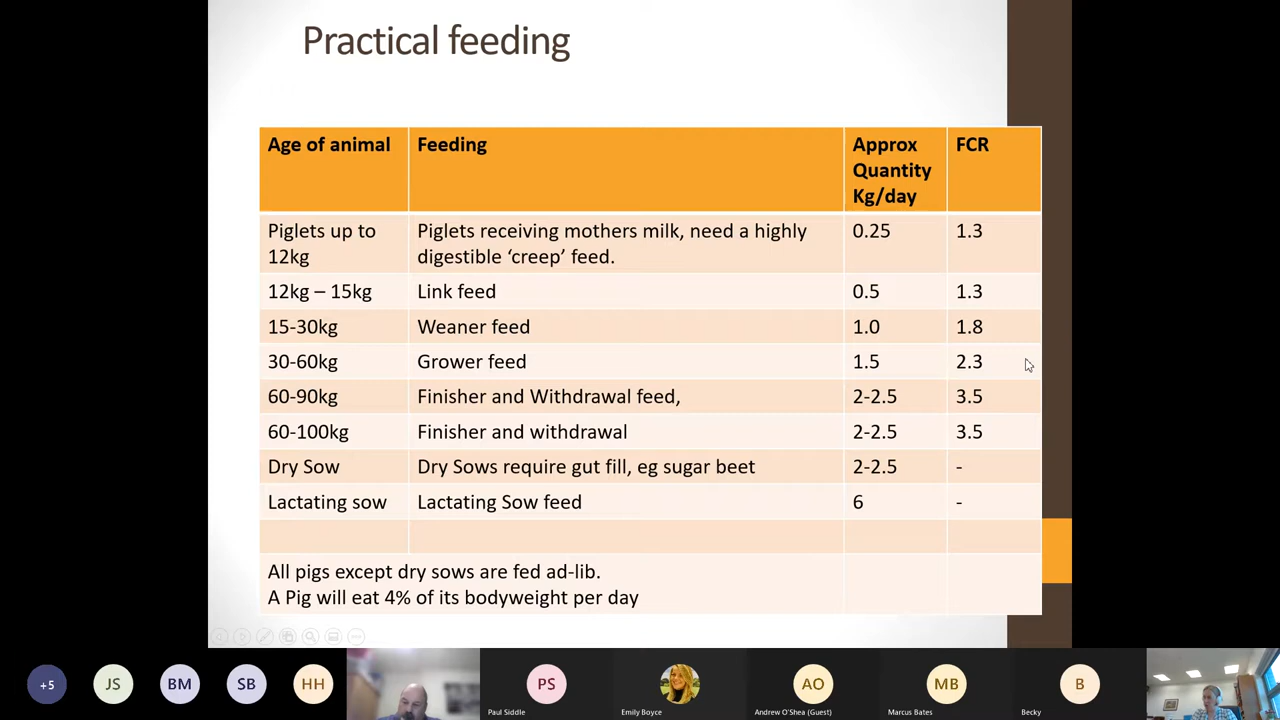 Practical feeding
Age of animal
Feeding
Approx
Quantity
Kg/day
FCR
Piglets up to
12kg
Piglets receiving mothers milk, need a highly
digestible ‘creep’ feed.
0.25
1.3
12kg – 15kg
Link feed
0.5
1.3
15-30kg
Weaner feed
1.0
1.8
30-60kg
Grower feed
1.5
2.3
60-90kg
Finisher and Withdrawal feed,
2-2.5
3.5
60-100kg
Finisher and withdrawal
2-2.5
3.5
Dry Sow
Dry Sows require gut fill, eg sugar beet
2-2.5
-
Lactating sow
Lactating Sow feed
6
-
All pigs except dry sows are fed ad-lib.
A Pig will eat 4% of its bodyweight per day
+5
JS
BM
SB
HH
PS
Paul Siddle
Emily Boyce
AO
Andrew O'Shea (Guest)
MB
Marcus Bates
B
Becky